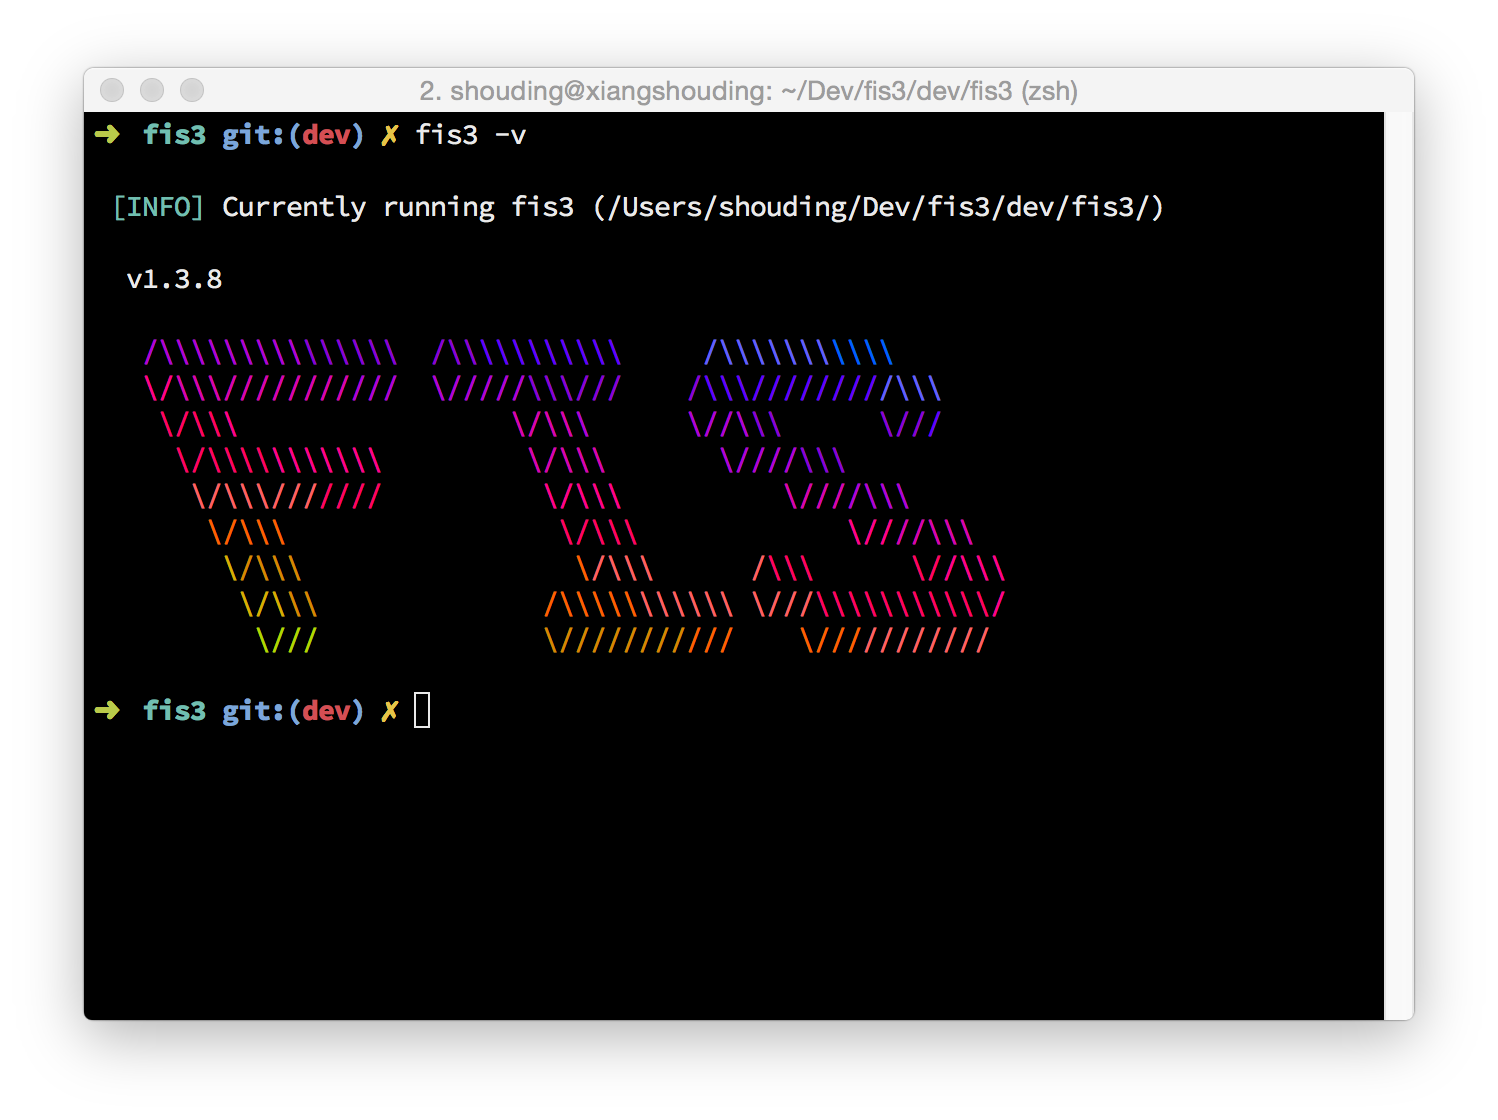 2. shouding@xiangshouding: ~/Dev/fis3/dev/fis3 (zsh)
➜  fis3 git:(dev) ✗ fis3 -v
[INFO] Currently running fis3 (/Users/shouding/Dev/fis3/dev/fis3/)
v1.3.8
   /\\\\\\\\\\\\\\\  /\\\\\\\\\\\     /\\\\\\\\\\\
   \/\\\///////////  \/////\\\///    /\\\/////////\\\
    \/\\\                 \/\\\      \//\\\      \///
     \/\\\\\\\\\\\         \/\\\       \////\\\
      \/\\\///////          \/\\\          \////\\\
       \/\\\                 \/\\\             \////\\\
        \/\\\                 \/\\\      /\\\      \//\\\
         \/\\\              /\\\\\\\\\\\ \///\\\\\\\\\\\/
          \///              \///////////    \///////////
➜  fis3 git:(dev) ✗